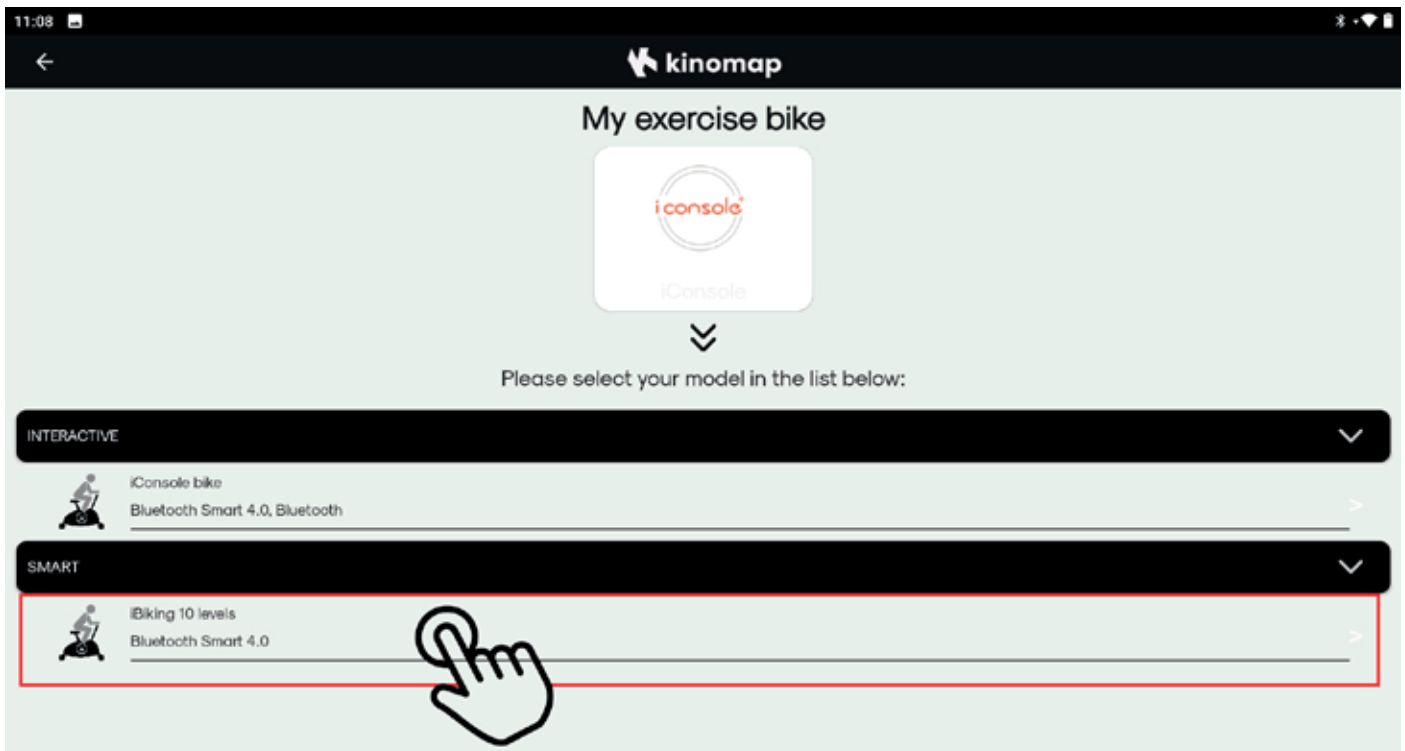 11:08
kinomap
My exercise bike
i console+
iConsole
Please select your model in the list below:
INTERACTIVE
iConsole bike
Bluetooth Smart 4.0, Bluetooth
>
SMART
iBiking 10 levels
Bluetooth Smart 4.0
>